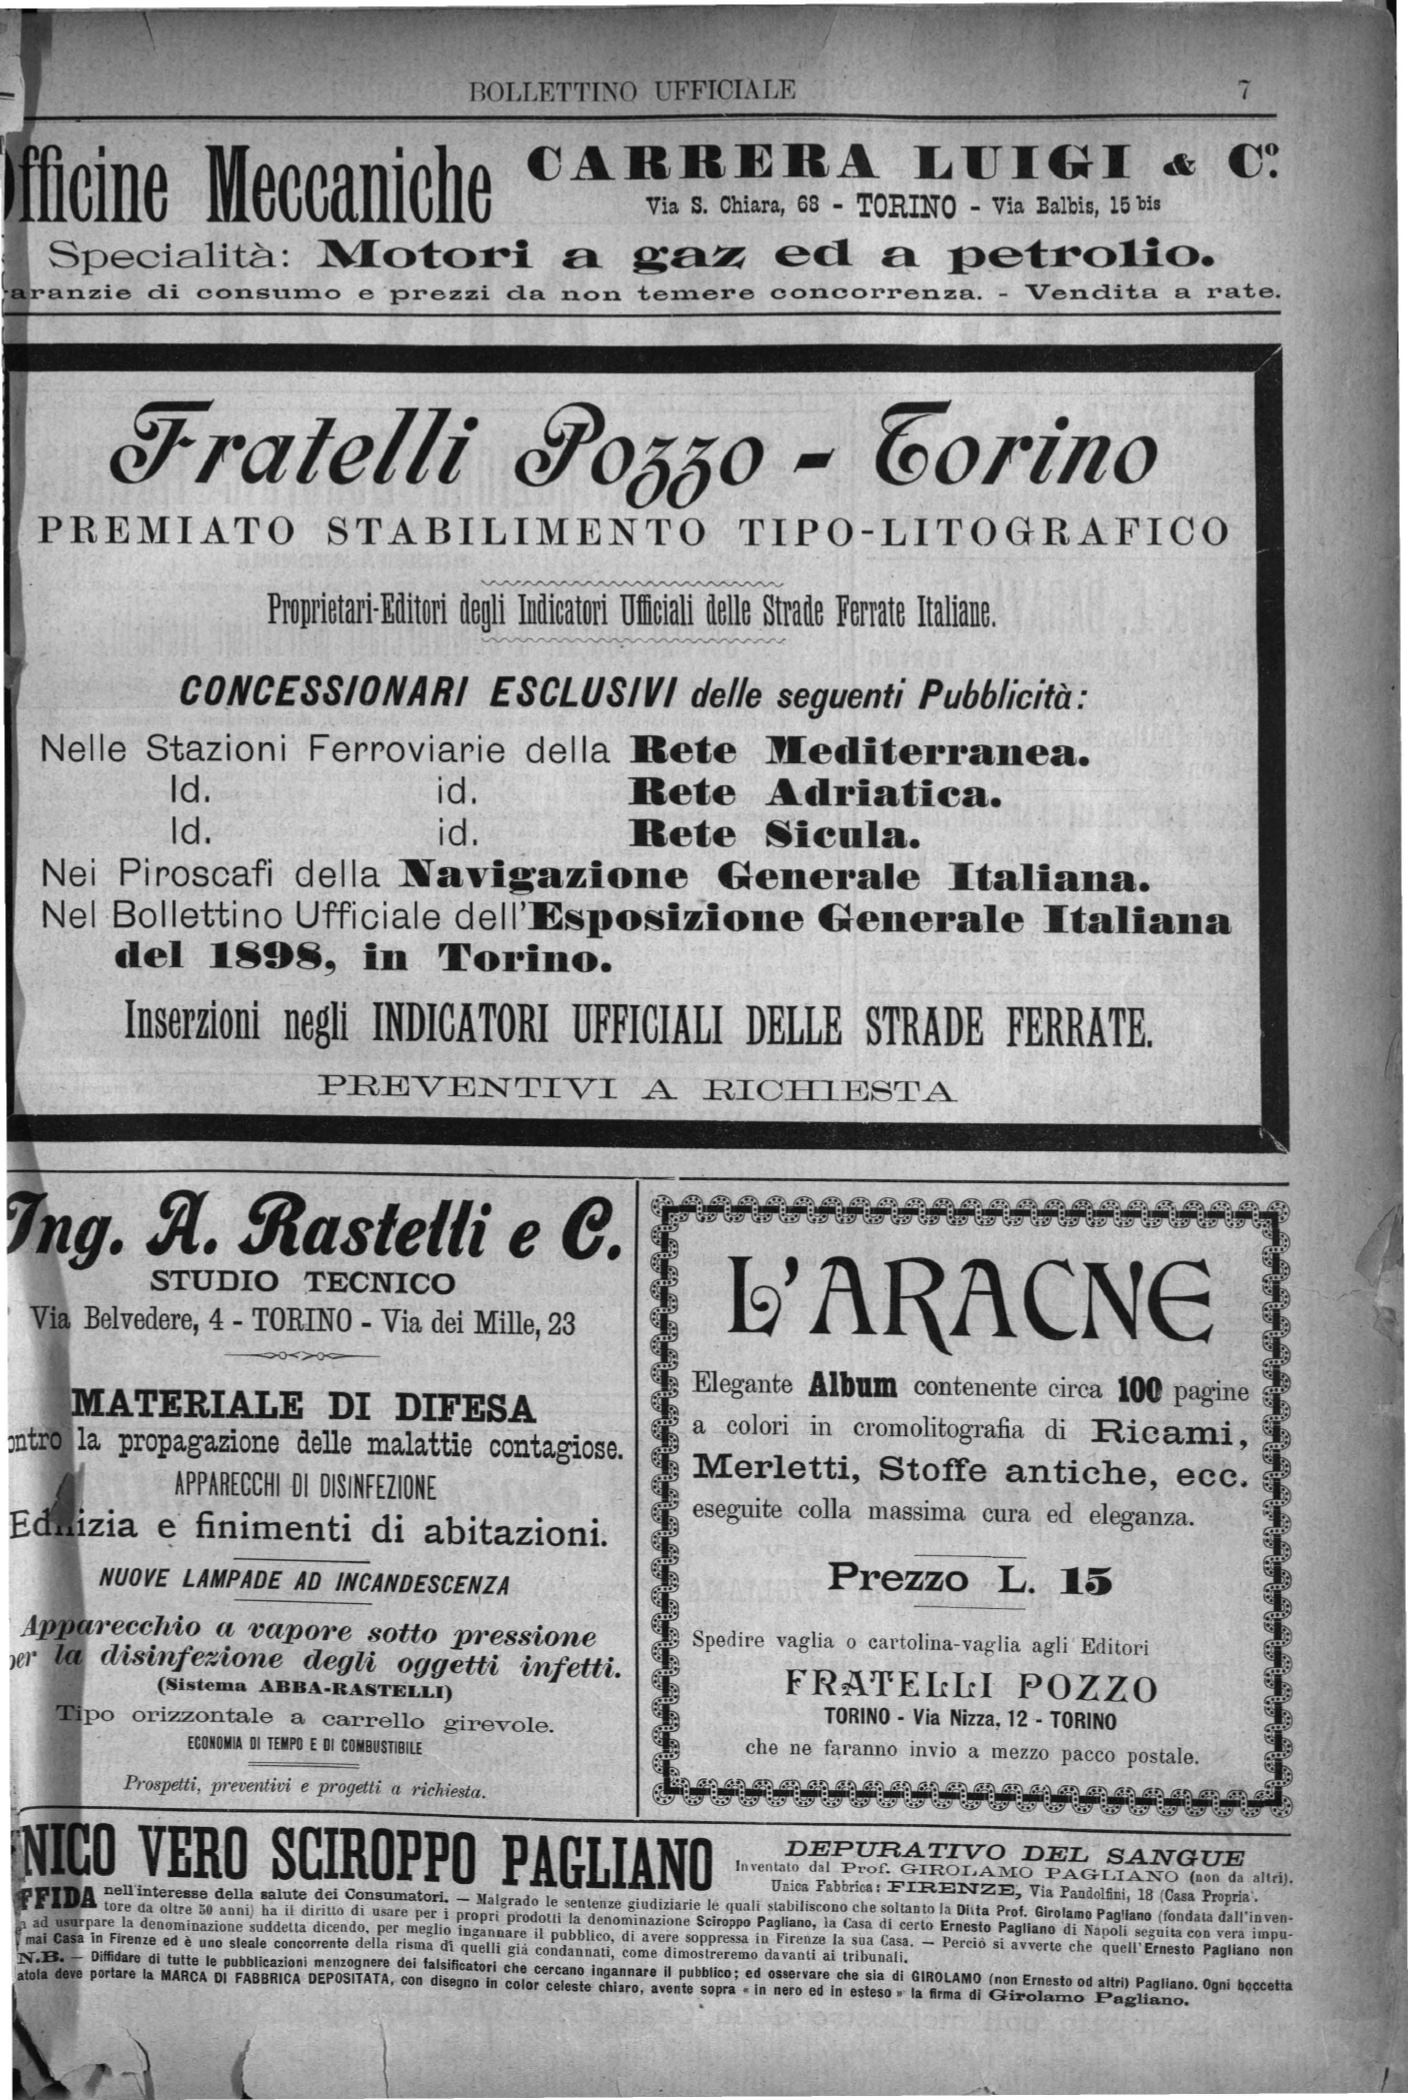 BOLLETTINO UFFICIALE 7
Officine Meccaniche CARRERA LUIGI & Cº.
Via S. Chiara, 68 - TORINO - Via Balbis, 15 bis
Specialità: Motori a gaz ed a petrolio.
aranzie di consumo e prezzi da non temere concorrenza. - Vendita a rate.
Fratelli Pozzo - Torino
PREMIATO STABILIMENTO TIPO-LITOGRAFICO
Proprietari-Editori degli Indicatori Ufficiali delle Strade Ferrate Italiane.
CONCESSIONARI ESCLUSIVI delle seguenti Pubblicità:
Nelle Stazioni Ferroviarie della Rete Mediterranea.
Id. id. Rete Adriatica.
Id. id. Rete Sicula.
Nei Piroscafi della Navigazione Generale Italiana.
Nel Bollettino Ufficiale dell'Esposizione Generale Italiana
del 1898, in Torino.
Inserzioni negli INDICATORI UFFICIALI DELLE STRADE FERRATE.
PREVENTIVI A RICHIESTA
Ing. A. Rastelli e C.
STUDIO TECNICO
Via Belvedere, 4 - TORINO - Via dei Mille, 23
MATERIALE DI DIFESA
ontro la propagazione delle malattie contagiose.
APPARECCHI DI DISINFEZIONE
Edilizia e finimenti di abitazioni.
NUOVE LAMPADE AD INCANDESCENZA
Apparecchio a vapore sotto pressione
per la disinfezione degli oggetti infetti.
(Sistema ABBA-RASTELLI)
Tipo orizzontale a carrello girevole.
ECONOMIA DI TEMPO E DI COMBUSTIBILE
Prospetti, preventivi e progetti a richiesta.
L'ARACNE
Elegante Album contenente circa 100 pagine
a colori in cromolitografia di Ricami,
Merletti, Stoffe antiche, ecc.
eseguite colla massima cura ed eleganza.
Prezzo L. 15
Spedire vaglia o cartolina-vaglia agli Editori
FRATELLI POZZO
TORINO - Via Nizza, 12 - TORINO
che ne faranno invio a mezzo pacco postale.
NICO VERO SCIROPPO PAGLIANO
DEPURATIVO DEL SANGUE
Inventato dal Prof. GIROLAMO PAGLIANO (non da altri).
Unica Fabbrica: FIRENZE, Via Pandolfini, 18 (Casa Propria).
FFIDA nell'interesse della salute dei Consumatori. — Malgrado le sentenze giudiziarie le quali stabiliscono che soltanto la Ditta Prof. Girolamo Pagliano (fondata dall'inven-
tore da oltre 50 anni) ha il diritto di usare per i propri prodotti la denominazione Sciroppo Pagliano, la Casa di certo Ernesto Pagliano di Napoli seguita con vera impu-
a ad usurpare la denominazione suddetta dicendo, per meglio ingannare il pubblico, di avere soppressa in Firenze la sua Casa. — Perciò si avverte che quell'Ernesto Pagliano non
mai Casa in Firenze ed è uno sleale concorrente della risma di quelli già condannati, come dimostreremo davanti ai tribunali.
N.B. — Diffidare di tutte le pubblicazioni menzognere dei falsificatori che cercano ingannare il pubblico; ed osservare che sia di GIROLAMO (non Ernesto od altri) Pagliano. Ogni boccetta
atola deve portare la MARCA DI FABBRICA DEPOSITATA, con disegno in color celeste chiaro, avente sopra « in nero ed in esteso » la firma di Girolamo Pagliano.